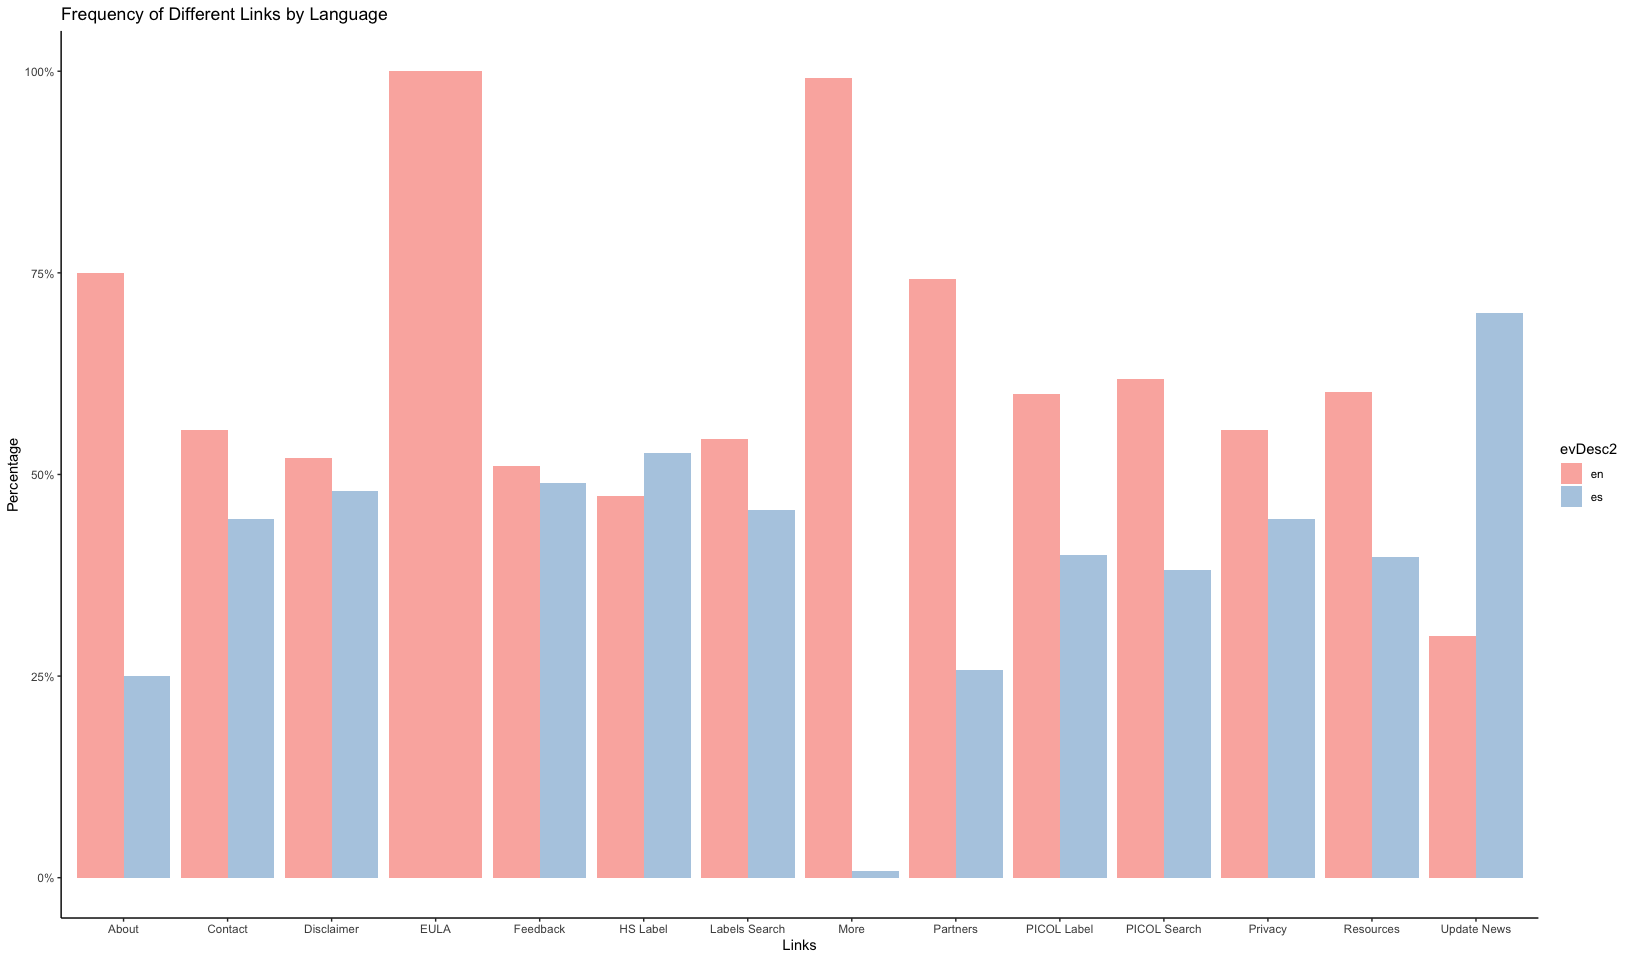 Frequency of Different Links by Language
100%
75%
50%
25%
0%
Percentage
About Contact Disclaimer EULA Feedback HS Label Labels Search More Partners PICOL Label PICOL Search Privacy Resources Update News
Links
evDesc2
en
es